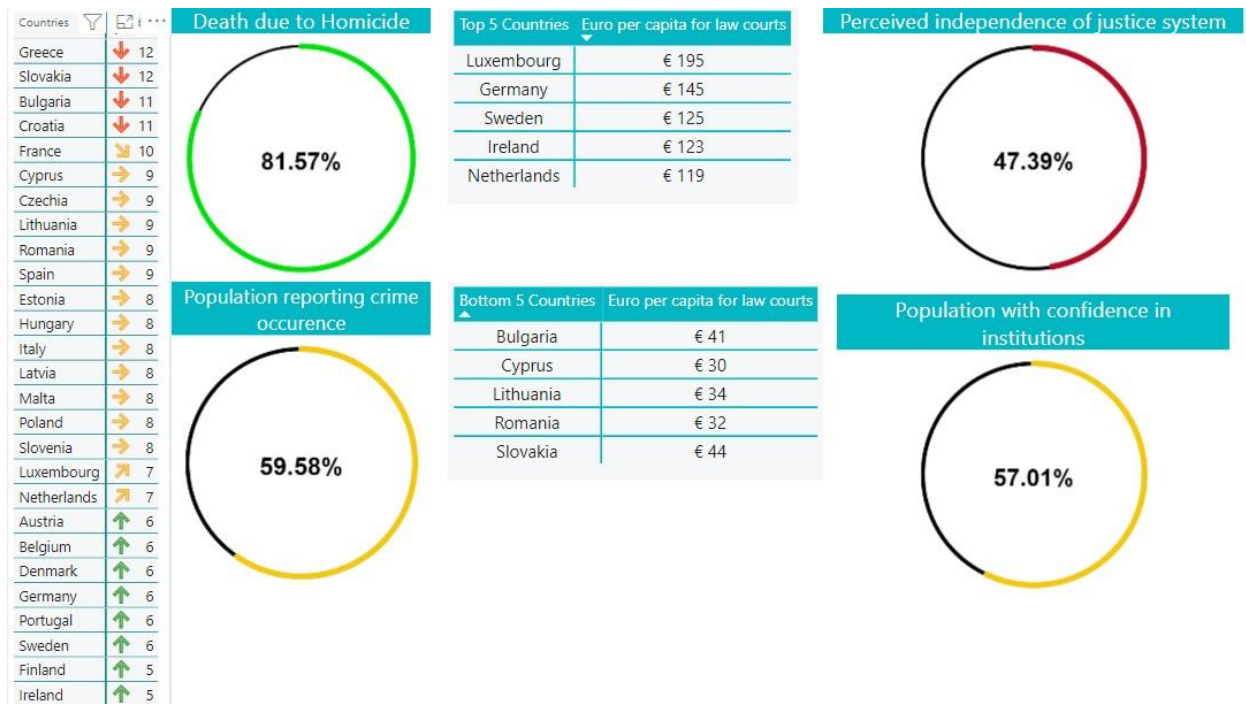 Countries
Greece 12
Slovakia 12
Bulgaria 11
Croatia 11
France 10
Cyprus 9
Czechia 9
Lithuania 9
Romania 9
Spain 9
Estonia 8
Hungary 8
Italy 8
Latvia 8
Malta 8
Poland 8
Slovenia 8
Luxembourg 7
Netherlands 7
Austria 6
Belgium 6
Denmark 6
Germany 6
Portugal 6
Sweden 6
Finland 5
Ireland 5
Death due to Homicide
81.57%
Population reporting crime
occurence
59.58%
Top 5 Countries Euro per capita for law courts
Luxembourg € 195
Germany € 145
Sweden € 125
Ireland € 123
Netherlands € 119
Bottom 5 Countries Euro per capita for law courts
Bulgaria € 41
Cyprus € 30
Lithuania € 34
Romania € 32
Slovakia € 44
Perceived independence of justice system
47.39%
Population with confidence in
institutions
57.01%